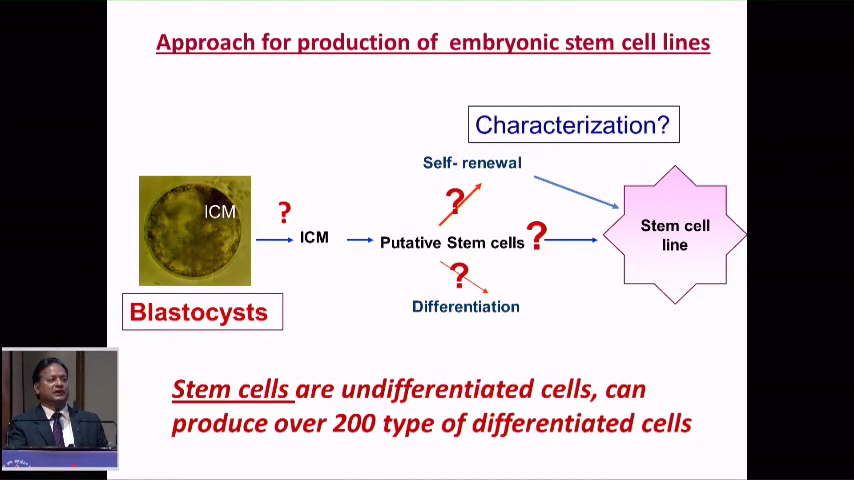 Approach for production of embryonic stem cell lines
Characterization?
Self- renewal
ICM
?
?
ICM
Putative Stem cells
?
Stem cell
line
?
Differentiation
Blastocysts
Stem cells are undifferentiated cells, can
produce over 200 type of differentiated cells